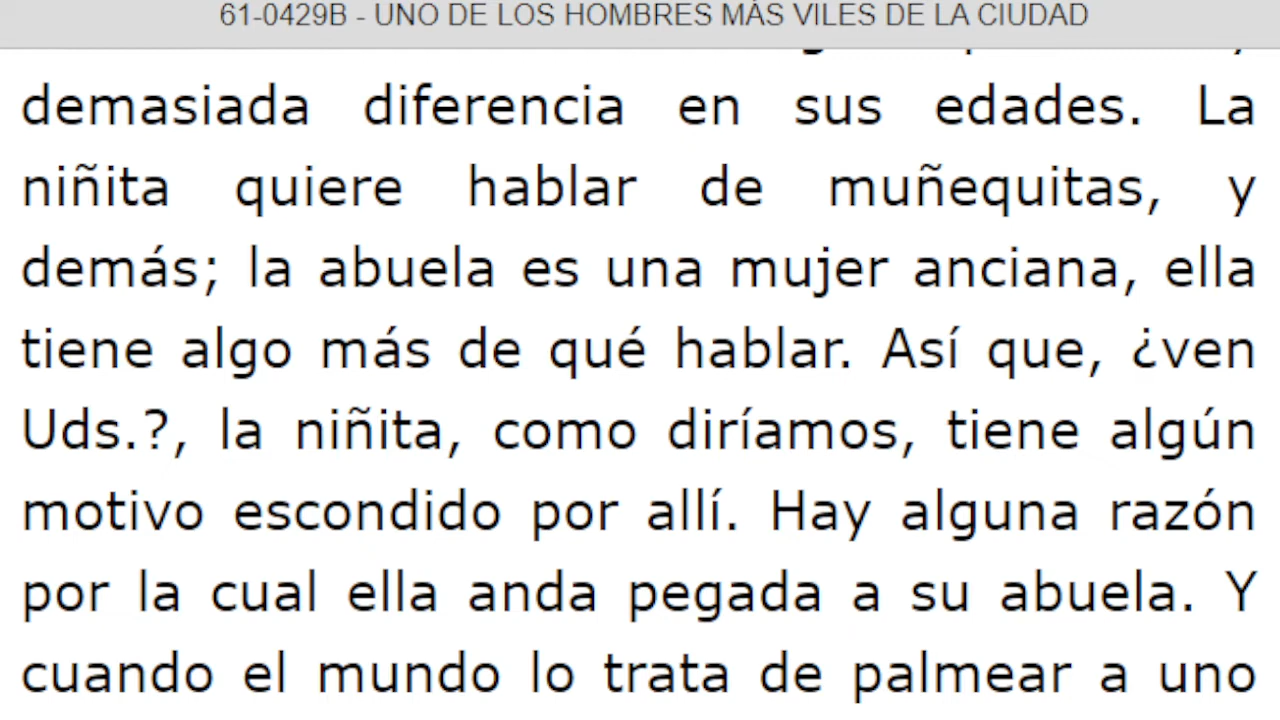 61-0429B - UNO DE LOS HOMBRES MÁS VILES DE LA CIUDAD
demasiada diferencia en sus edades. La
niñita quiere hablar de muñequitas, y
demás; la abuela es una mujer anciana, ella
tiene algo más de qué hablar. Así que, ¿ven
Uds.?, la niñita, como diríamos, tiene algún
motivo escondido por allí. Hay alguna razón
por la cual ella anda pegada a su abuela. Y
cuando el mundo lo trata de palmear a uno